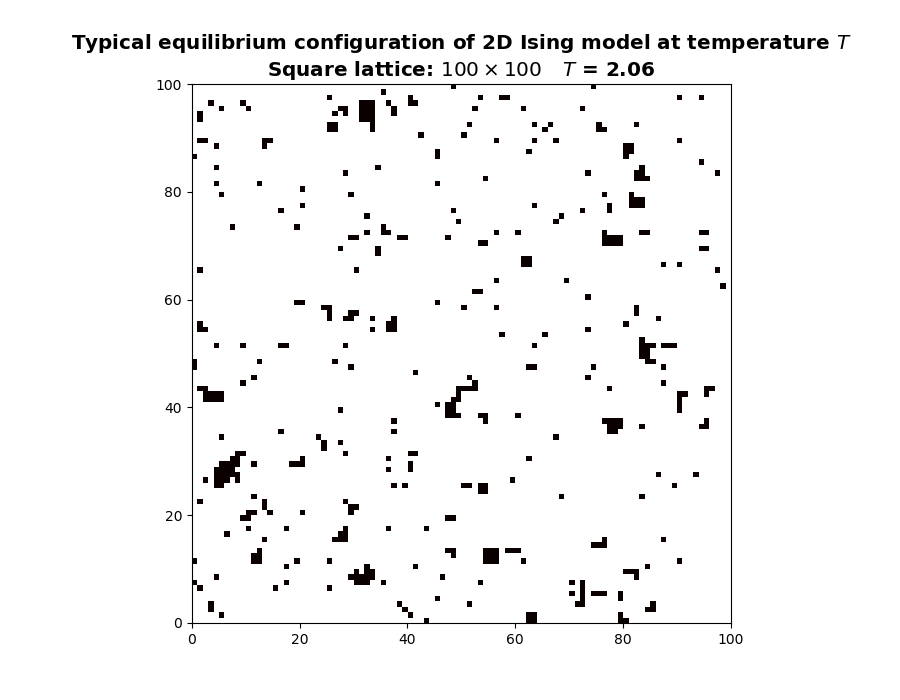 Typical equilibrium configuration of 2D Ising model at temperature T
Square lattice: 100 × 100 T = 2.06
100
80
60
40
20
0
0 20 40 60 80 100